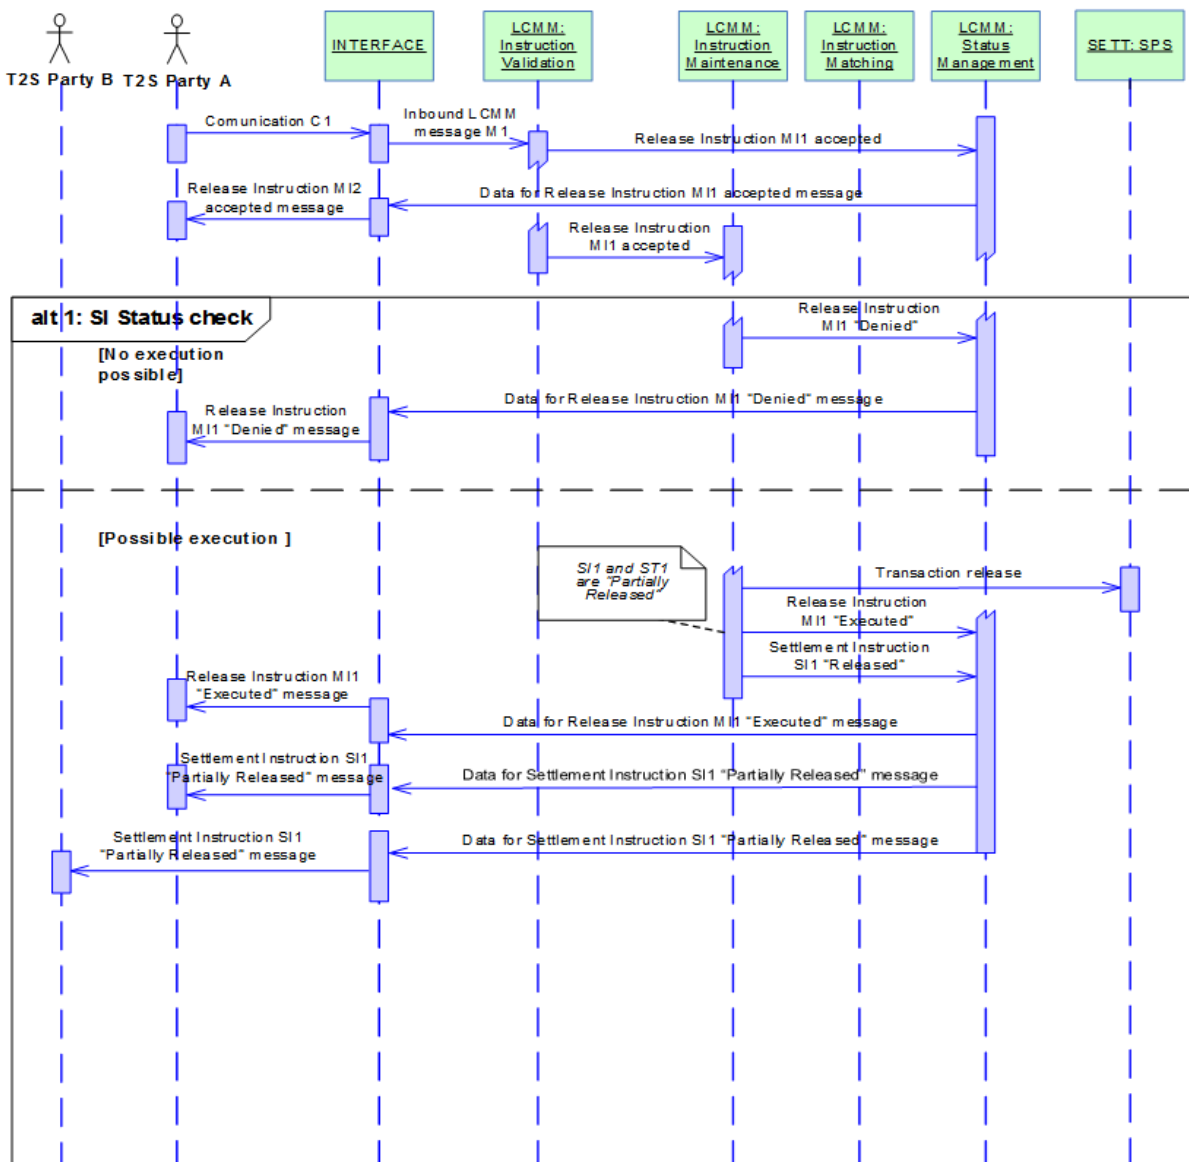 T2S Party B
T2S Party A
INTERFACE
LCMM:
Instruction
Validation
LCMM:
Instruction
Maintenance
LCMM:
Instruction
Matching
LCMM:
Status
Management
SETT: SPS
Comunication C1
Inbound LCMM
message M1
Release Instruction MI1 accepted
Release Instruction MI2
accepted message
Data for Release Instruction MI1 accepted message
Release Instruction
MI1 accepted
alt 1: SI Status check
[No execution
possible]
Release Instruction
MI1 "Denied"
Data for Release Instruction MI1 "Denied" message
Release Instruction
MI1 "Denied" message
[Possible execution ]
SI1 and ST1
are "Partially
Released"
Transaction release
Release Instruction
MI1 "Executed"
Settlement Instruction
SI1 "Released"
Release Instruction MI1
"Executed" message
Data for Release Instruction MI1 "Executed" message
Settlement Instruction SI1
"Partially Released" message
Data for Settlement Instruction SI1 "Partially Released" message
Settlement Instruction SI1
"Partially Released" message
Data for Settlement Instruction SI1 "Partially Released" message